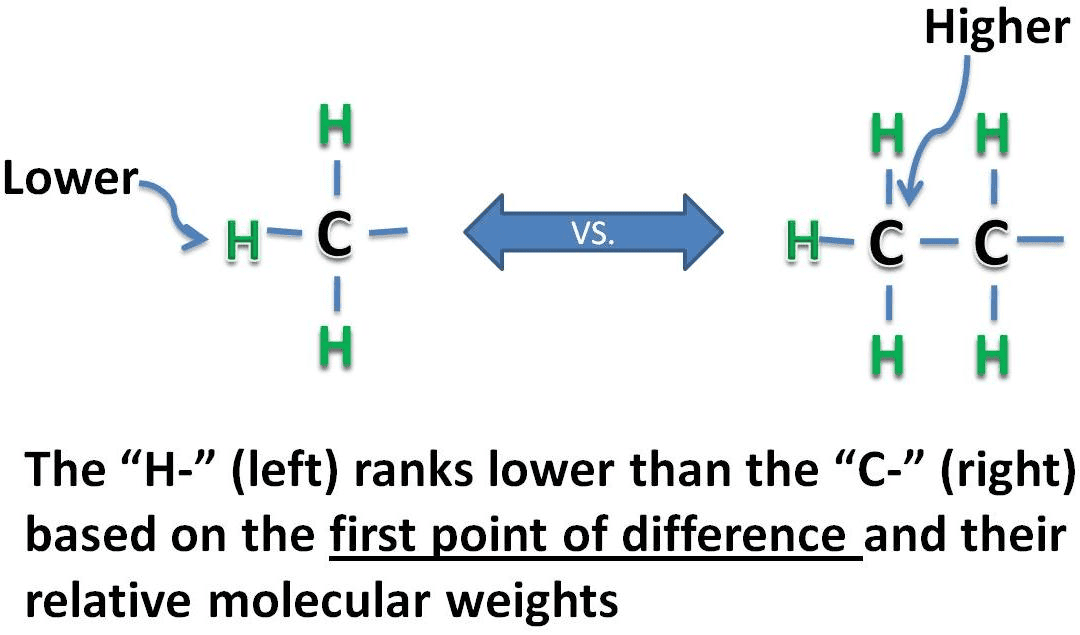 Higher
H H H
Lower
H C VS. H C C
H H H
The “H-” (left) ranks lower than the “C-” (right)
based on the first point of difference and their
relative molecular weights